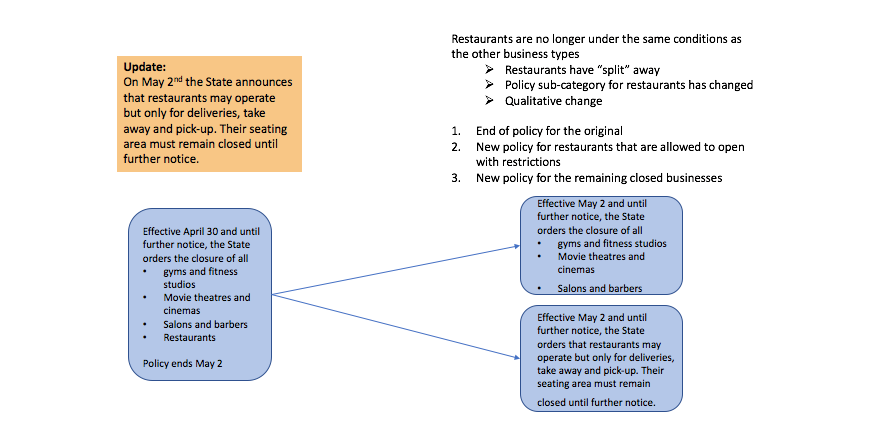 Restaurants are no longer under the same conditions as
the other business types
➢ Restaurants have “split” away
➢ Policy sub-category for restaurants has changed
➢ Qualitative change
1. End of policy for the original
2. New policy for restaurants that are allowed to open
with restrictions
3. New policy for the remaining closed businesses
Update:
On May 2nd the State announces
that restaurants may operate
but only for deliveries, take
away and pick-up. Their seating
area must remain closed until
further notice.
Effective April 30 and until
further notice, the State
orders the closure of all
• gyms and fitness
studios
• Movie theatres and
cinemas
• Salons and barbers
• Restaurants
Policy ends May 2
Effective May 2 and until
further notice, the State
orders the closure of all
• gyms and fitness studios
• Movie theatres and
cinemas
• Salons and barbers
Effective May 2 and until
further notice, the State
orders that restaurants may
operate but only for deliveries,
take away and pick-up. Their
seating area must remain
closed until further notice.